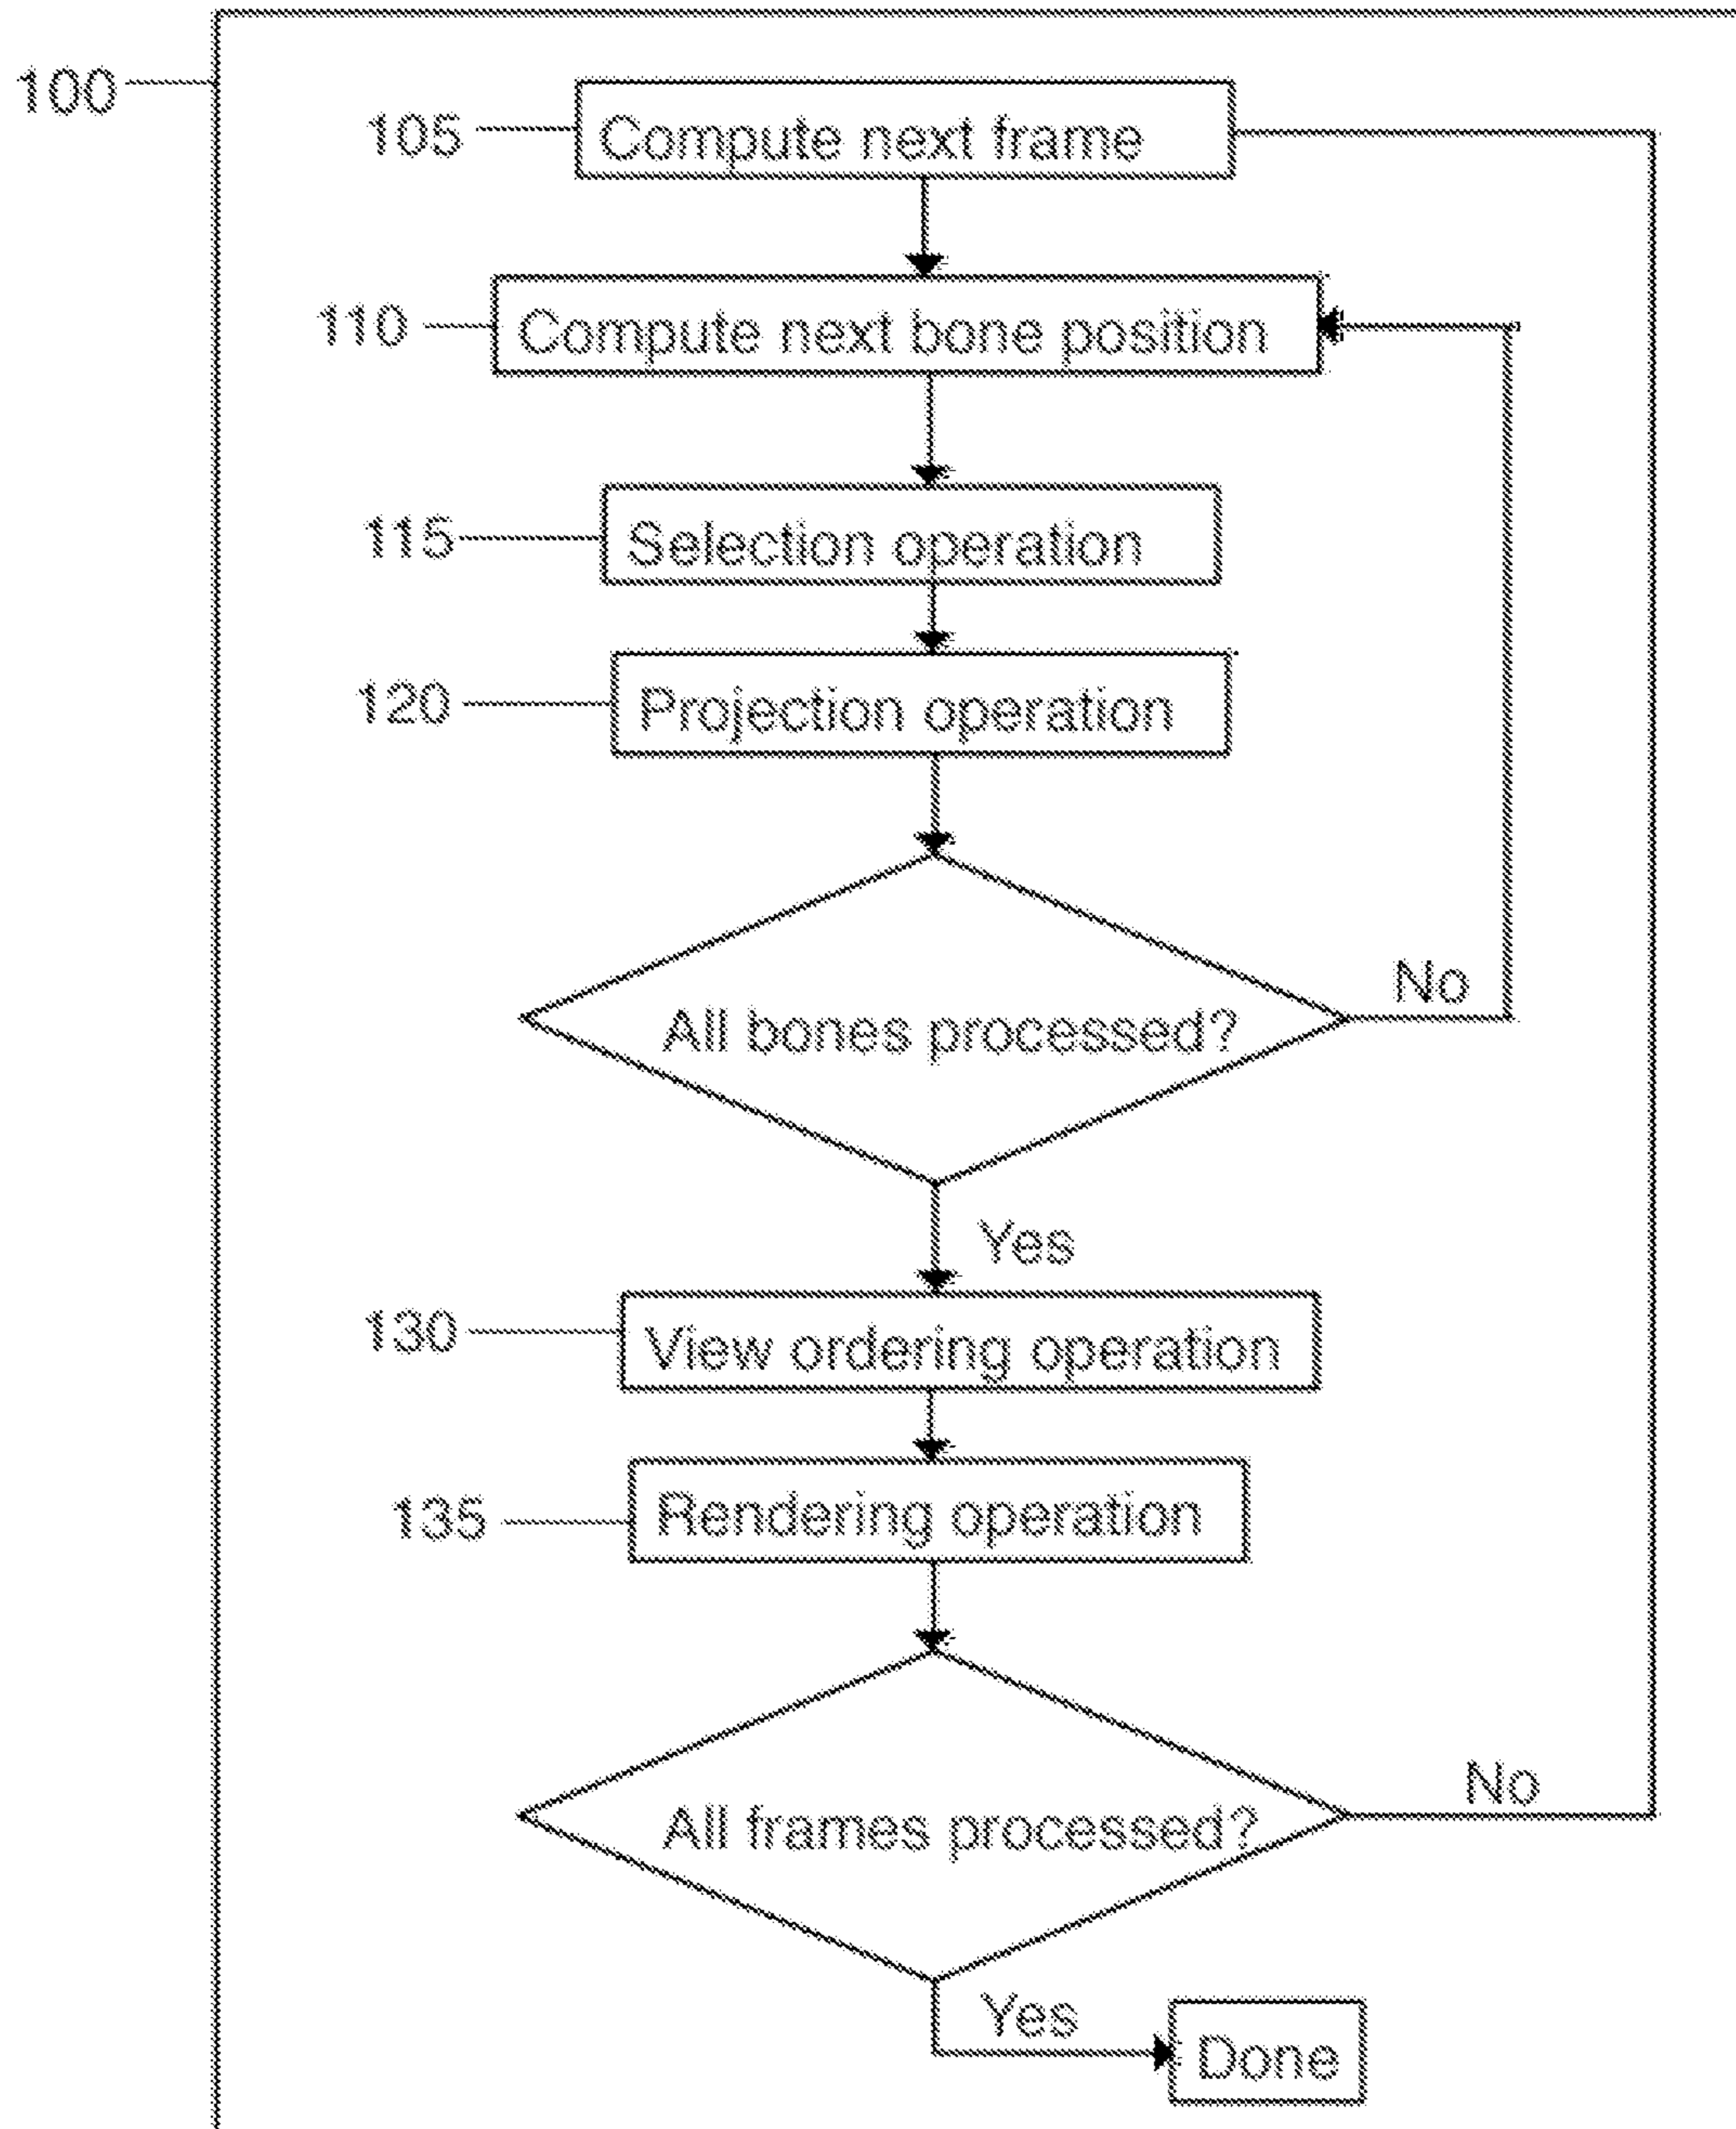 100
105 Compute next frame
110 Compute next bone position
115 Selection operation
120 Projection operation
No
All bones processed?
Yes
130 View ordering operation
135 Rendering operation
No
All frames processed?
Yes
Done